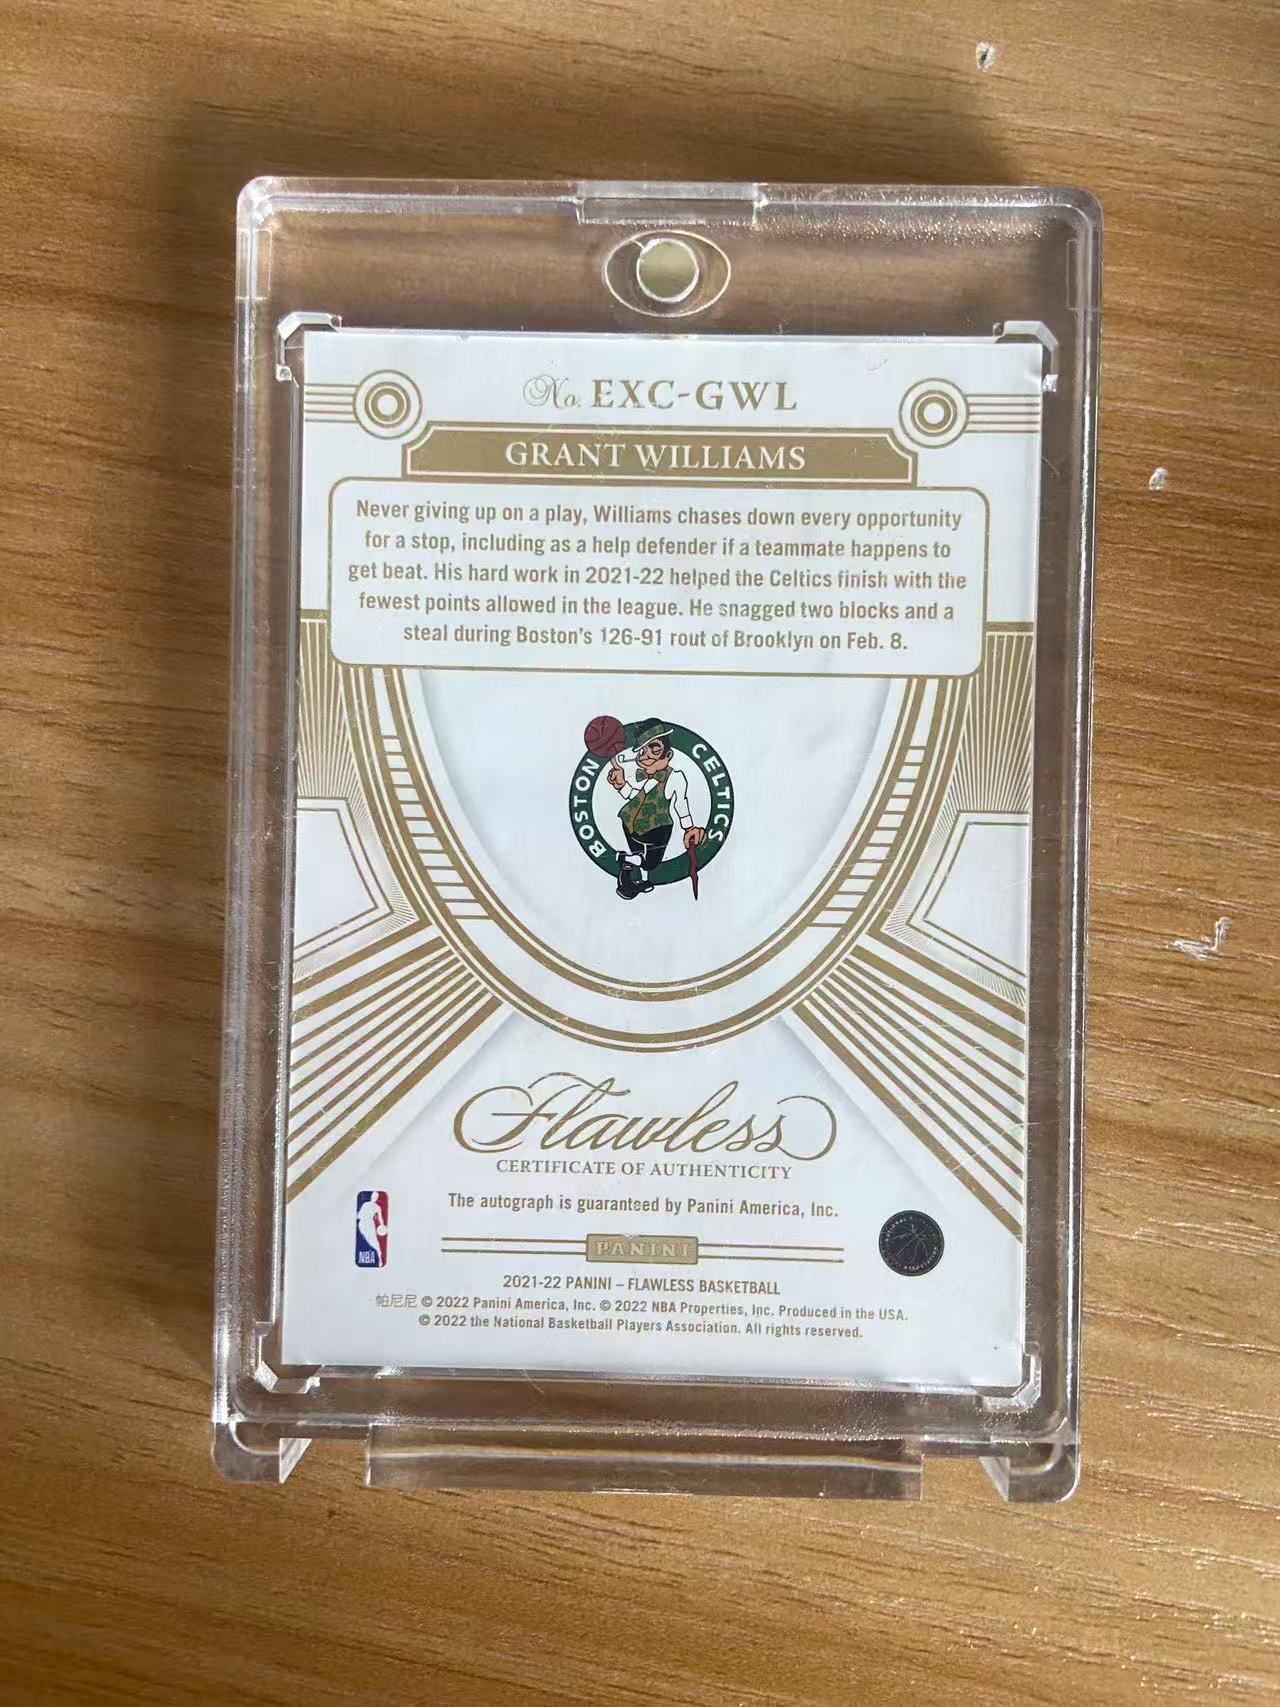 No. EXC-GWL
GRANT WILLIAMS
Never giving up on a play, Williams chases down every opportunity
for a stop, including as a help defender if a teammate happens to
get beat. His hard work in 2021-22 helped the Celtics finish with the
fewest points allowed in the league. He snagged two blocks and a
steal during Boston's 126-91 rout of Brooklyn on Feb. 8.
BOSTON CELTICS
Flawless
CERTIFICATE OF AUTHENTICITY
The autograph is guaranteed by Panini America, Inc.
NBA
PANINI
2021-22 PANINI – FLAWLESS BASKETBALL
帕尼尼 © 2022 Panini America, Inc. © 2022 NBA Properties, Inc. Produced in the USA.
© 2022 the National Basketball Players Association. All rights reserved.